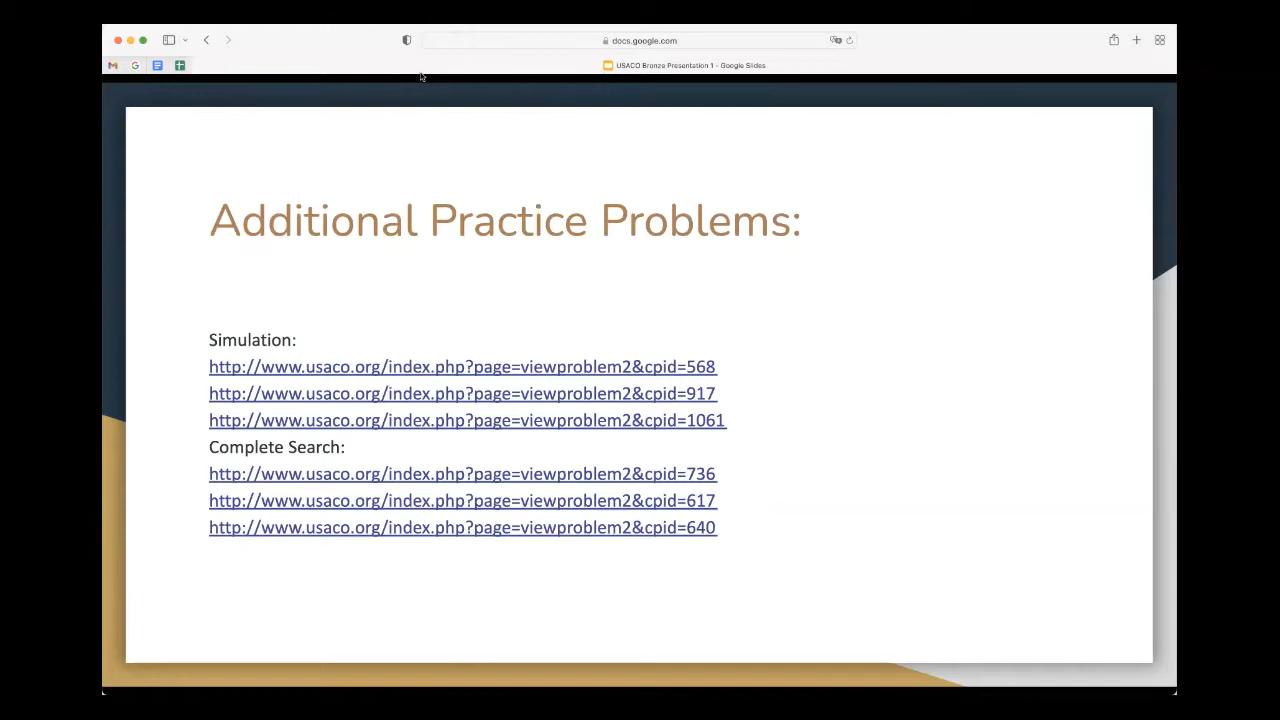 docs.google.com
USACO Bronze Presentation 1 - Google Slides
Additional Practice Problems:
Simulation:
http://www.usaco.org/index.php?page=viewproblem2&cpid=568
http://www.usaco.org/index.php?page=viewproblem2&cpid=917
http://www.usaco.org/index.php?page=viewproblem2&cpid=1061
Complete Search:
http://www.usaco.org/index.php?page=viewproblem2&cpid=736
http://www.usaco.org/index.php?page=viewproblem2&cpid=617
http://www.usaco.org/index.php?page=viewproblem2&cpid=640